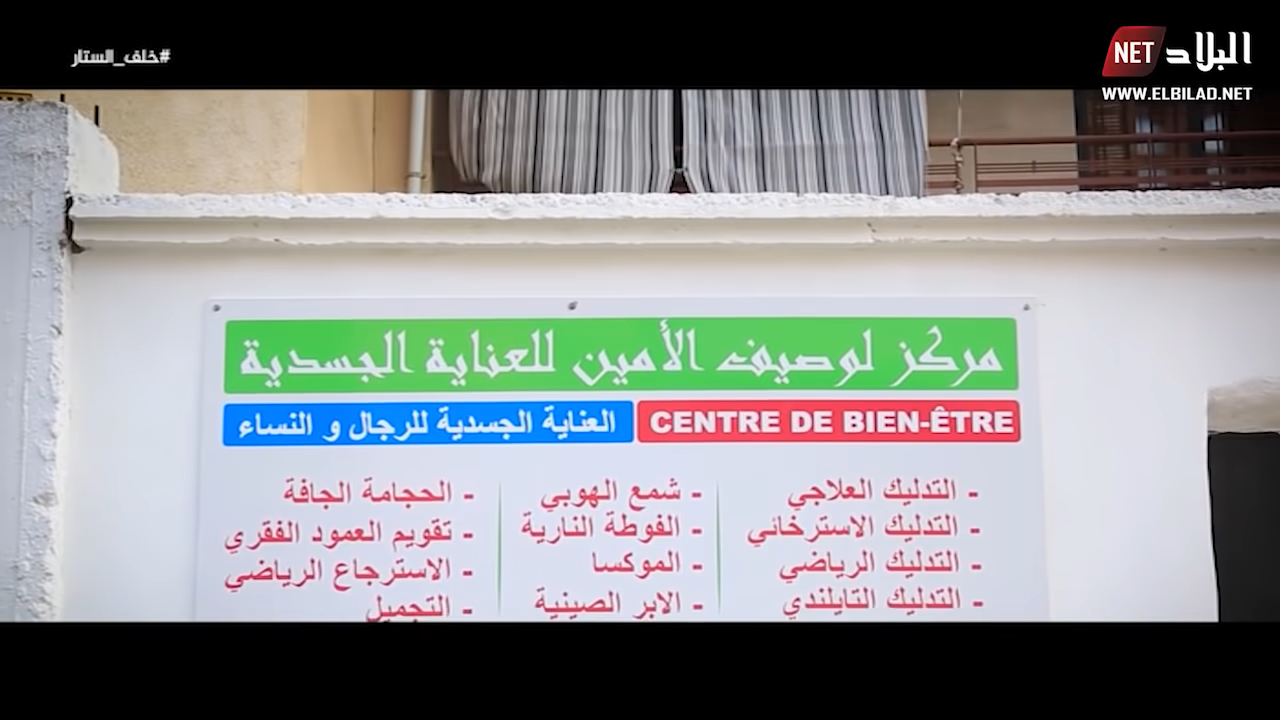 #خلف_الستار
البلاد NET
WWW.ELBILAD.NET
مركز لوصيف الأمين للعناية الجسدية
CENTRE DE BIEN-ÊTRE
العناية الجسدية للرجال و النساء
- التدليك العلاجي
- التدليك الاسترخائي
- التدليك الرياضي
- التدليك التايلندي
- شمع الهوبي
- الفوطة النارية
- الموكسا
- الابر الصينية
- الحجامة الجافة
- تقويم العمود الفقري
- الاسترجاع الرياضي
- التجميل